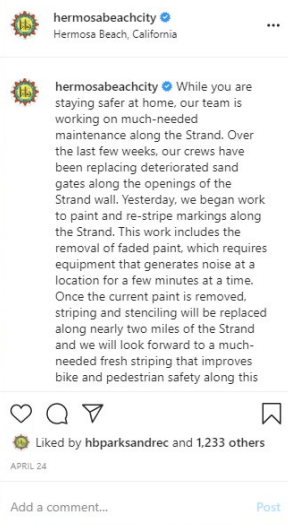 hermosabeachcity
Hermosa Beach, California
hermosabeachcity While you are
staying safer at home, our team is
working on much-needed
maintenance along the Strand. Over
the last few weeks, our crews have
been replacing deteriorated sand
gates along the openings of the
Strand wall. Yesterday, we began work
to paint and re-stripe markings along
the Strand. This work includes the
removal of faded paint, which requires
equipment that generates noise at a
location for a few minutes at a time.
Once the current paint is removed,
striping and stenciling will be replaced
along nearly two miles of the Strand
and we will look forward to a much-
needed fresh striping that improves
bike and pedestrian safety along this
Liked by hbparksandrec and 1,233 others
APRIL 24
Add a comment... Post